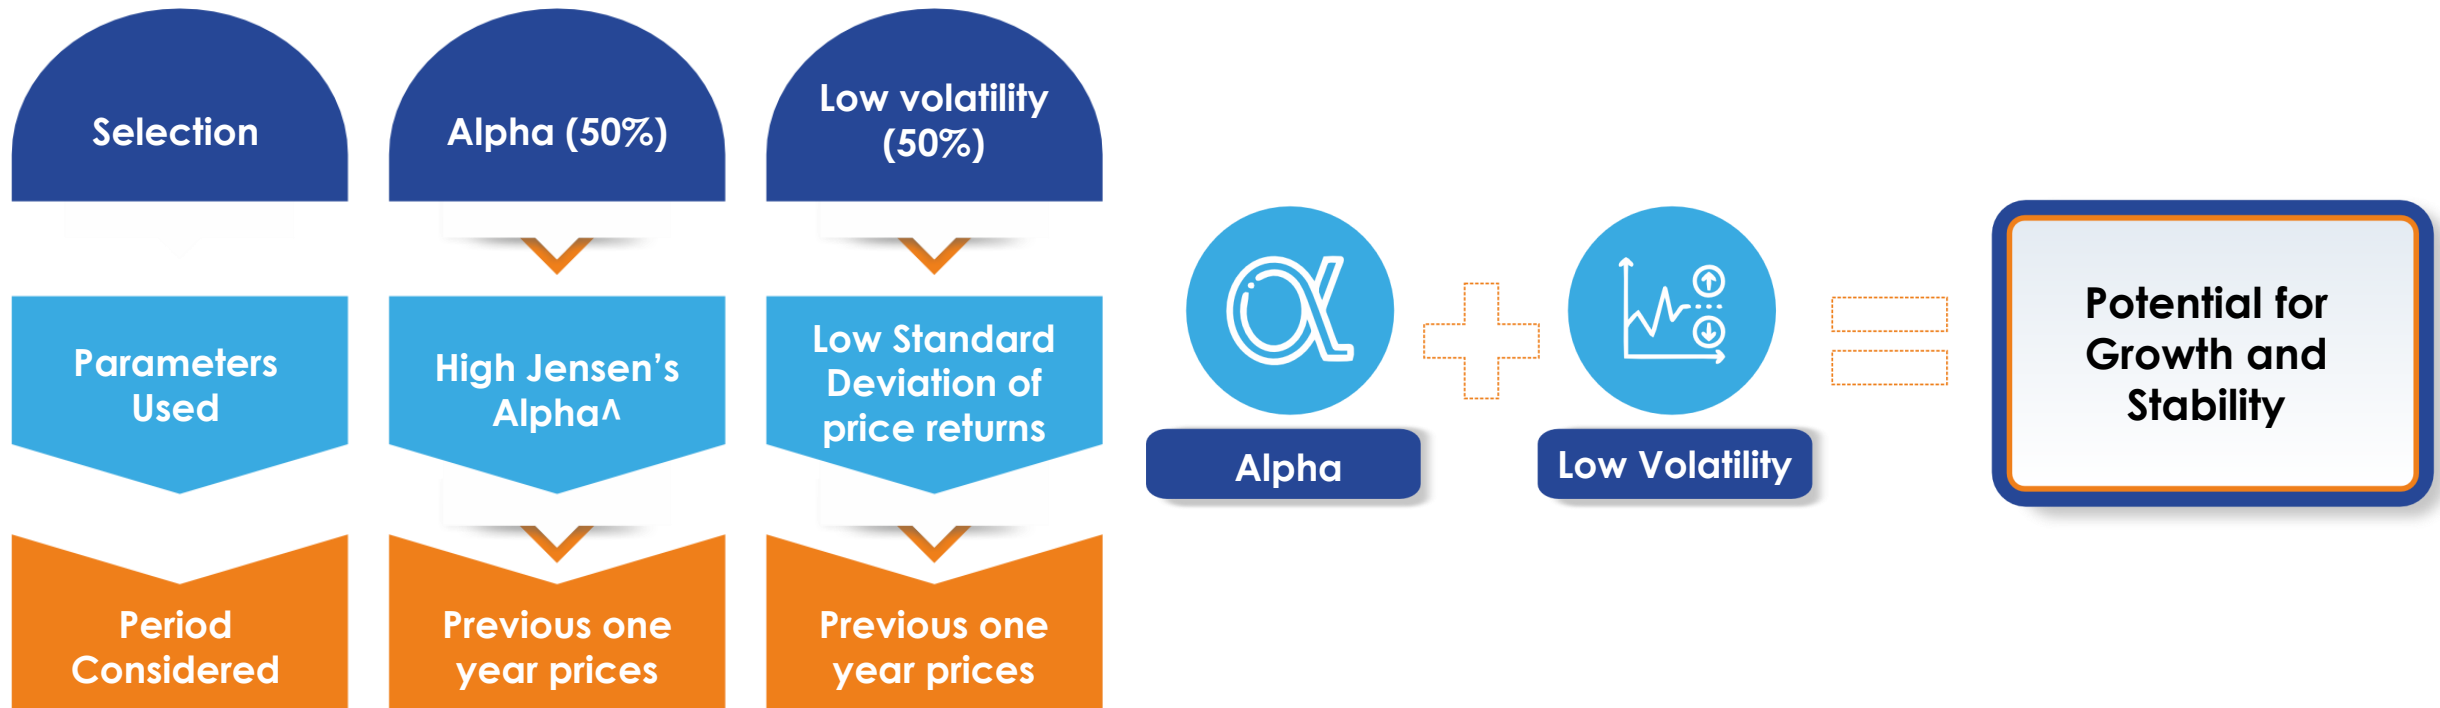 Selection
Alpha (50%)
Low volatility
(50%)
Parameters
Used
High Jensen's
Alpha^
Low Standard
Deviation of
price returns
Period
Considered
Previous one
year prices
Previous one
year prices
α
Alpha
Low Volatility
Potential for
Growth and
Stability